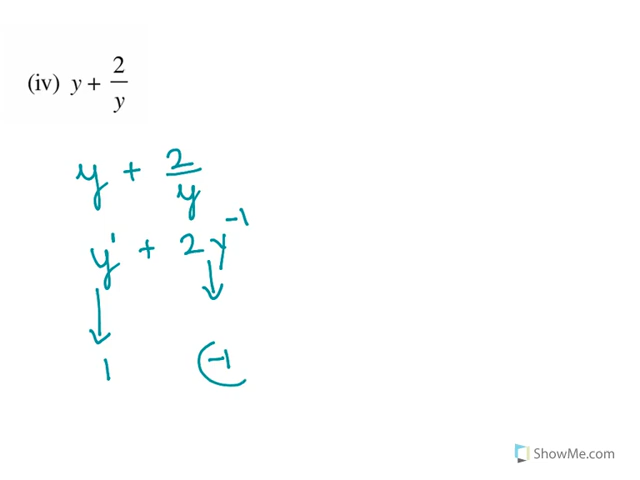 (iv) y + 2/y
y + 2/y
y¹ + 2y⁻¹
1 (-1
ShowMe.com